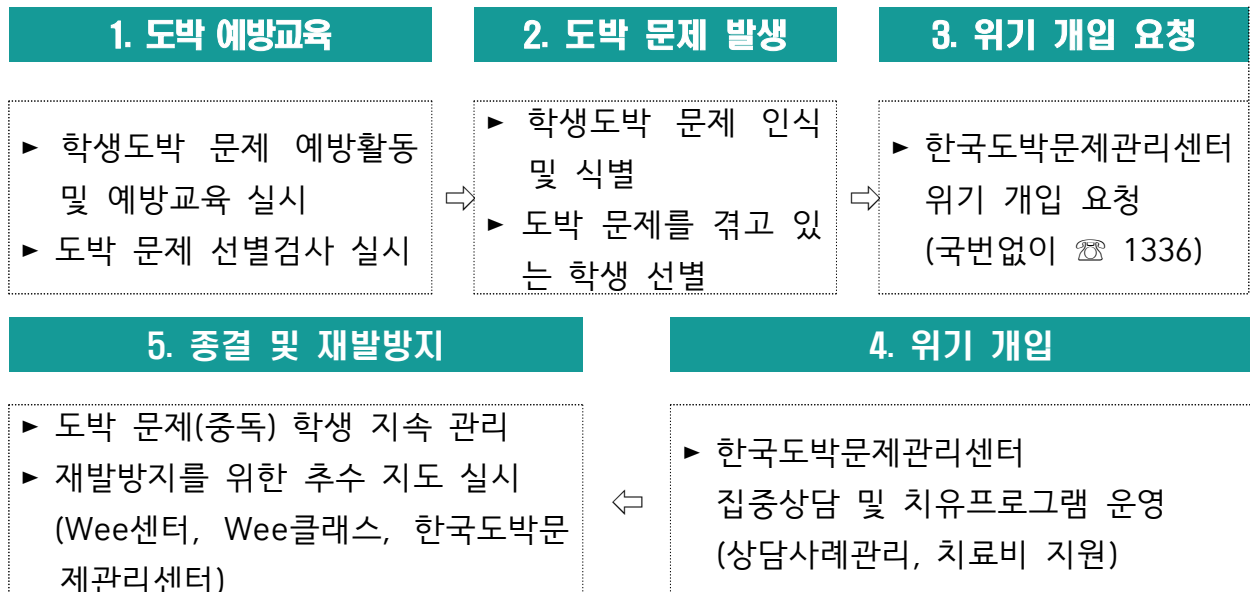 1. 도박 예방교육
► 학생도박 문제 예방활동
및 예방교육 실시
► 도박 문제 선별검사 실시
⇨
2. 도박 문제 발생
► 학생도박 문제 인식
및 식별
► 도박 문제를 겪고 있
는 학생 선별
⇨
3. 위기 개입 요청
► 한국도박문제관리센터
위기 개입 요청
(국번없이 ☏ 1336)
4. 위기 개입
► 한국도박문제관리센터
집중상담 및 치유프로그램 운영
(상담사례관리, 치료비 지원)
⇦
5. 종결 및 재발방지
► 도박 문제(중독) 학생 지속 관리
► 재발방지를 위한 추수 지도 실시
(Wee센터, Wee클래스, 한국도박문
제관리센터)